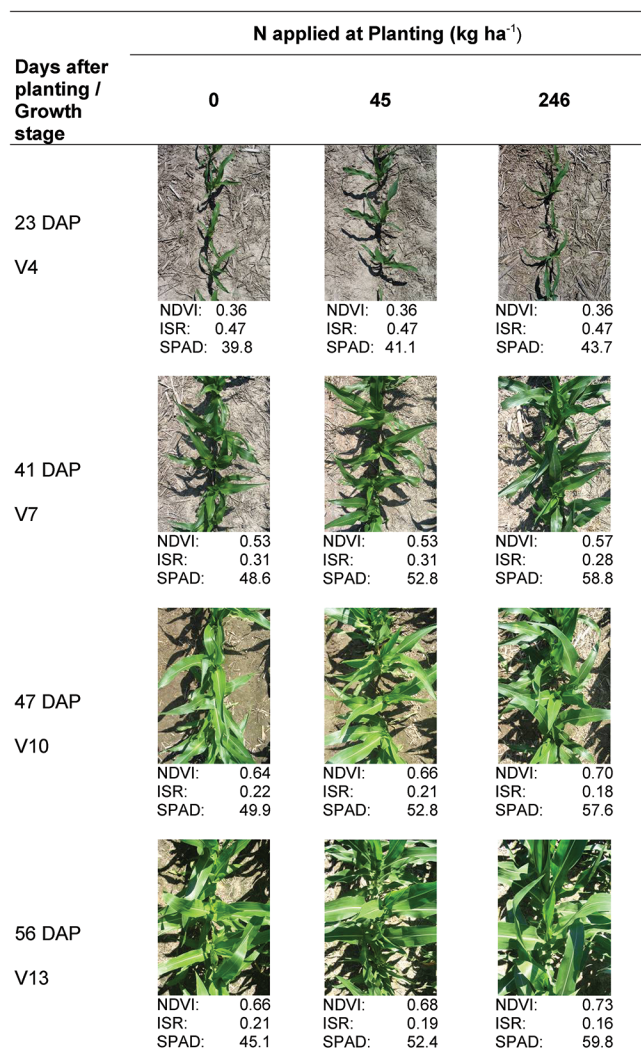 N applied at Planting (kg ha-1)
Days after
planting /
Growth
stage
0 45 246
23 DAP
V4
NDVI: 0.36 NDVI: 0.36 NDVI: 0.36
ISR: 0.47 ISR: 0.47 ISR: 0.47
SPAD: 39.8 SPAD: 41.1 SPAD: 43.7
41 DAP
V7
NDVI: 0.53 NDVI: 0.53 NDVI: 0.57
ISR: 0.31 ISR: 0.31 ISR: 0.28
SPAD: 48.6 SPAD: 52.8 SPAD: 58.8
47 DAP
V10
NDVI: 0.64 NDVI: 0.66 NDVI: 0.70
ISR: 0.22 ISR: 0.21 ISR: 0.18
SPAD: 49.9 SPAD: 52.8 SPAD: 57.6
56 DAP
V13
NDVI: 0.66 NDVI: 0.68 NDVI: 0.73
ISR: 0.21 ISR: 0.19 ISR: 0.16
SPAD: 45.1 SPAD: 52.4 SPAD: 59.8